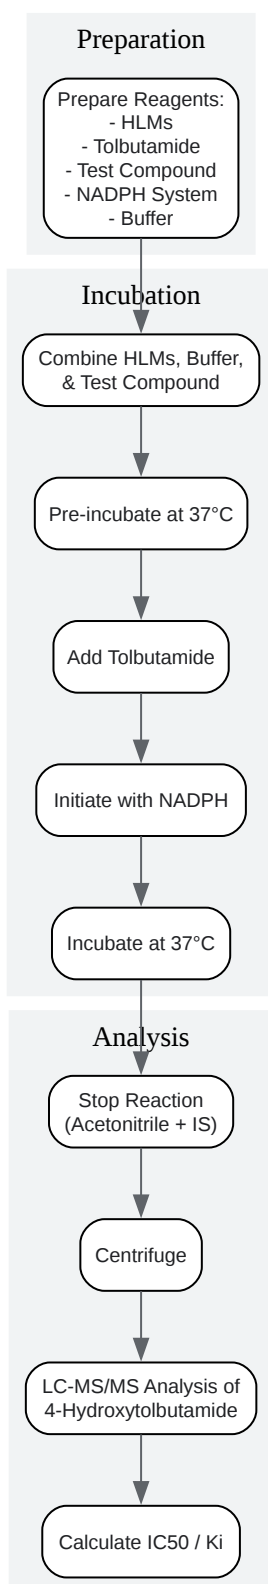 Preparation
Prepare Reagents:
- HLMs
- Tolbutamide
- Test Compound
- NADPH System
- Buffer
Incubation
Combine HLMs, Buffer,
& Test Compound
Pre-incubate at 37°C
Add Tolbutamide
Initiate with NADPH
Incubate at 37°C
Analysis
Stop Reaction
(Acetonitrile + IS)
Centrifuge
LC-MS/MS Analysis of
4-Hydroxytolbutamide
Calculate IC50 / Ki